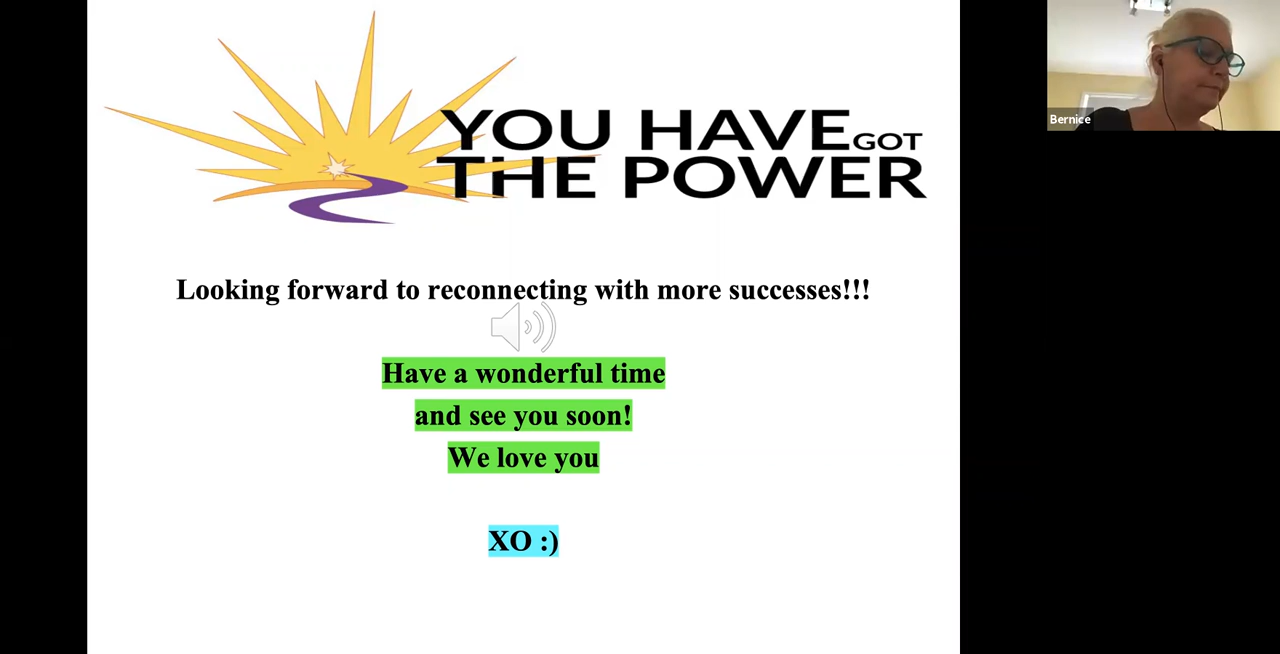 YOU HAVE GOT
THE POWER
Looking forward to reconnecting with more successes!!!
Have a wonderful time
and see you soon!
We love you
XO :)
Bernice